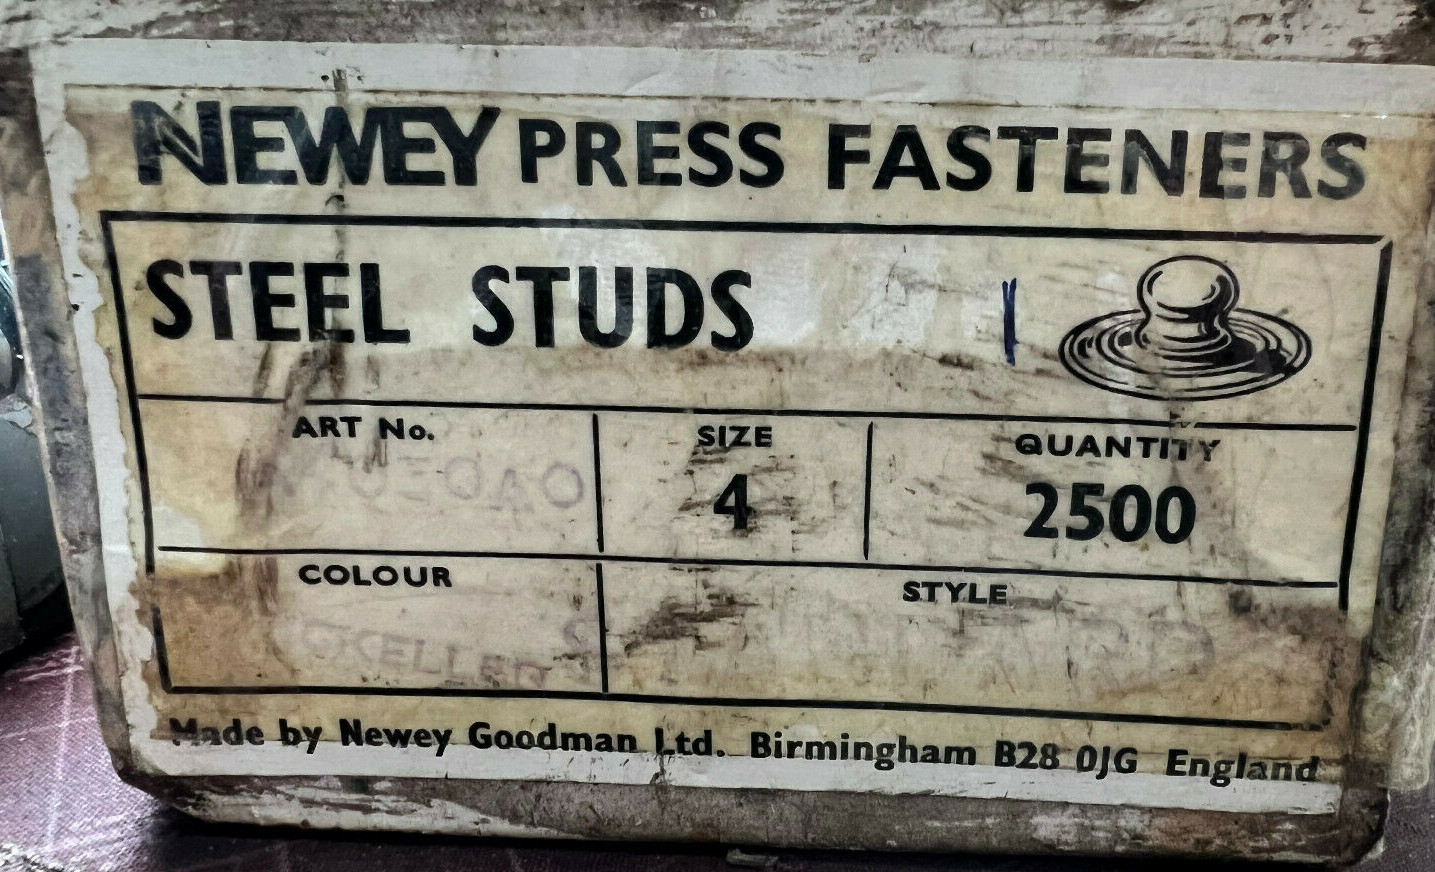 NEWEY PRESS FASTENERS
STEEL STUDS
ART No.
SIZE
4
QUANTITY
2500
COLOUR
STYLE
Made by Newey Goodman Ltd. Birmingham B28 0JG England